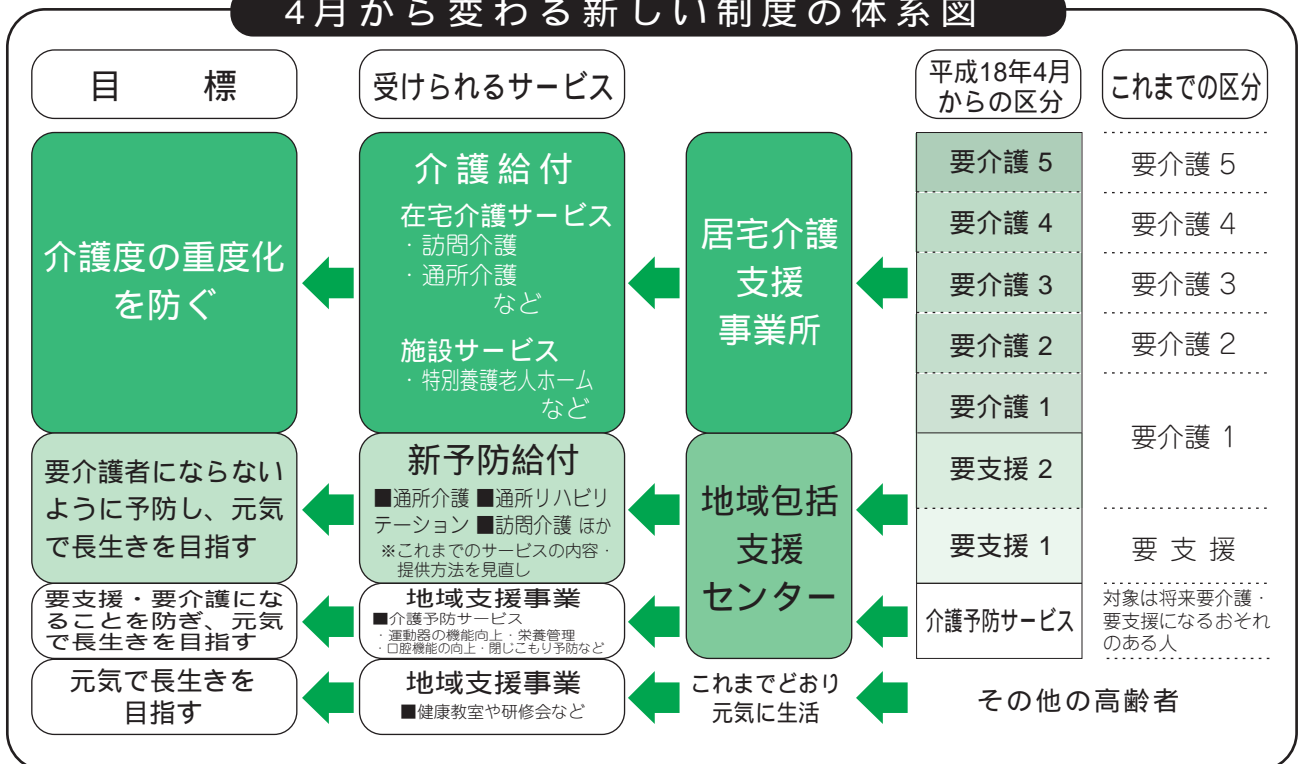 4月から変わる新しい制度の体系図
目標
受けられるサービス
平成18年4月
からの区分
これまでの区分
介護度の重度化
を防ぐ
介護給付
在宅介護サービス
・訪問介護
・通所介護
など
施設サービス
・特別養護老人ホーム
など
居宅介護
支援
事業所
要介護 5
要介護 4
要介護 3
要介護 2
要介護 1
要支援 2
要支援 1
介護予防サービス
要介護 5
要介護 4
要介護 3
要介護 2
要介護 1
要支援
対象は将来要介護・
要支援になるおそれ
のある人
要介護者にならない
ように予防し、元気
で長生きを目指す
新予防給付
■通所介護 ■通所リハビリ
テーション ■訪問介護 ほか
※これまでのサービスの内容・
提供方法を見直し
地域包括
支援
センター
要支援・要介護にな
ることを防ぎ、元気
で長生きを目指す
地域支援事業
■介護予防サービス
・運動器の機能向上・栄養管理
・口腔機能の向上・閉じこもり予防など
元気で長生きを
目指す
地域支援事業
■健康教室や研修会など
これまでどおり
元気に生活
その他の高齢者